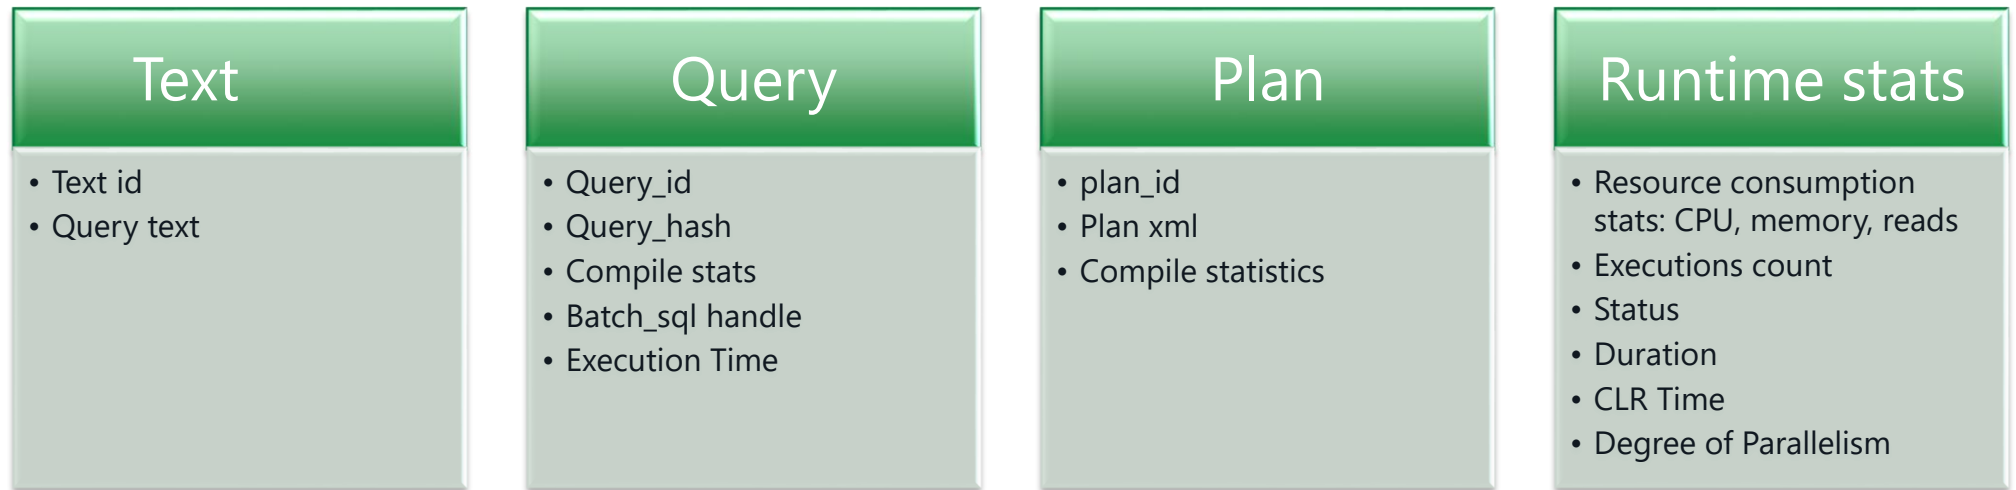 Text
• Text id
• Query text
Query
• Query_id
• Query_hash
• Compile stats
• Batch_sql handle
• Execution Time
Plan
• plan_id
• Plan xml
• Compile statistics
Runtime stats
• Resource consumption
stats: CPU, memory, reads
• Executions count
• Status
• Duration
• CLR Time
• Degree of Parallelism